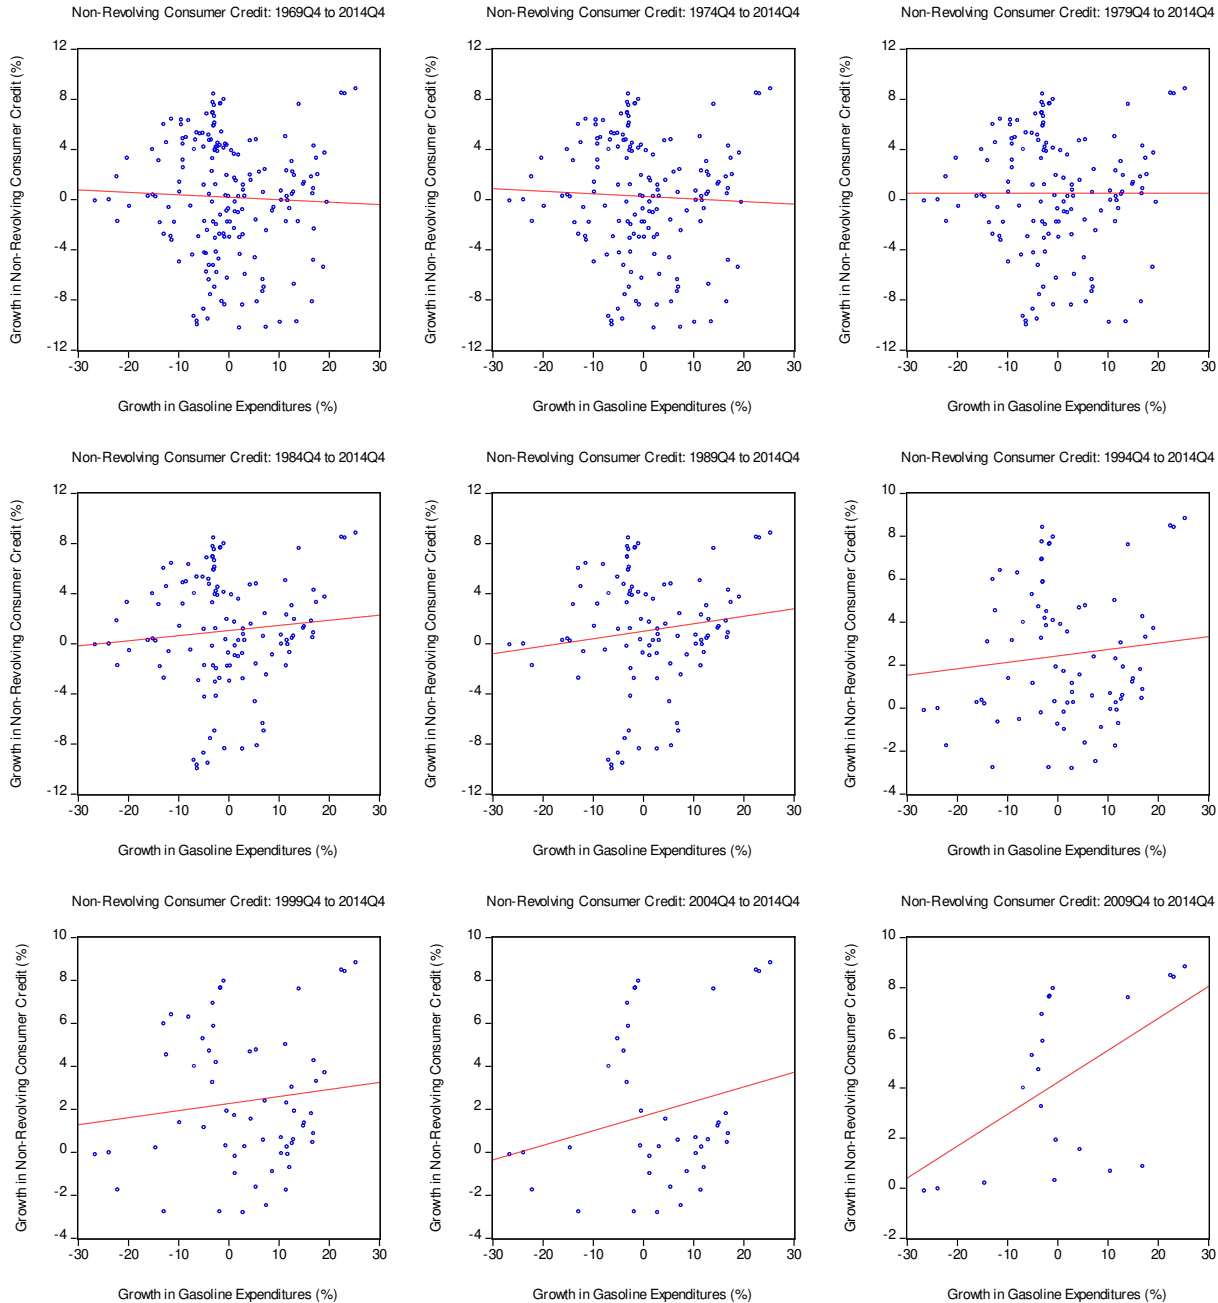 Non-Revolving Consumer Credit: 1969Q4 to 2014Q4
Growth in Non-Revolving Consumer Credit (%)
12
8
4
0
-4
-8
-12
-30 -20 -10 0 10 20 30
Growth in Gasoline Expenditures (%)
Non-Revolving Consumer Credit: 1974Q4 to 2014Q4
Growth in Non-Revolving Consumer Credit (%)
12
8
4
0
-4
-8
-12
-30 -20 -10 0 10 20 30
Growth in Gasoline Expenditures (%)
Non-Revolving Consumer Credit: 1979Q4 to 2014Q4
Growth in Non-Revolving Consumer Credit (%)
12
8
4
0
-4
-8
-12
-30 -20 -10 0 10 20 30
Growth in Gasoline Expenditures (%)
Non-Revolving Consumer Credit: 1984Q4 to 2014Q4
Growth in Non-Revolving Consumer Credit (%)
12
8
4
0
-4
-8
-12
-30 -20 -10 0 10 20 30
Growth in Gasoline Expenditures (%)
Non-Revolving Consumer Credit: 1989Q4 to 2014Q4
Growth in Non-Revolving Consumer Credit (%)
12
8
4
0
-4
-8
-12
-30 -20 -10 0 10 20 30
Growth in Gasoline Expenditures (%)
Non-Revolving Consumer Credit: 1994Q4 to 2014Q4
Growth in Non-Revolving Consumer Credit (%)
10
8
6
4
2
0
-2
-4
-30 -20 -10 0 10 20 30
Growth in Gasoline Expenditures (%)
Non-Revolving Consumer Credit: 1999Q4 to 2014Q4
Growth in Non-Revolving Consumer Credit (%)
10
8
6
4
2
0
-2
-4
-30 -20 -10 0 10 20 30
Growth in Gasoline Expenditures (%)
Non-Revolving Consumer Credit: 2004Q4 to 2014Q4
Growth in Non-Revolving Consumer Credit (%)
10
8
6
4
2
0
-2
-4
-30 -20 -10 0 10 20 30
Growth in Gasoline Expenditures (%)
Non-Revolving Consumer Credit: 2009Q4 to 2014Q4
Growth in Non-Revolving Consumer Credit (%)
10
8
6
4
2
0
-2
-30 -20 -10 0 10 20 30
Growth in Gasoline Expenditures (%)